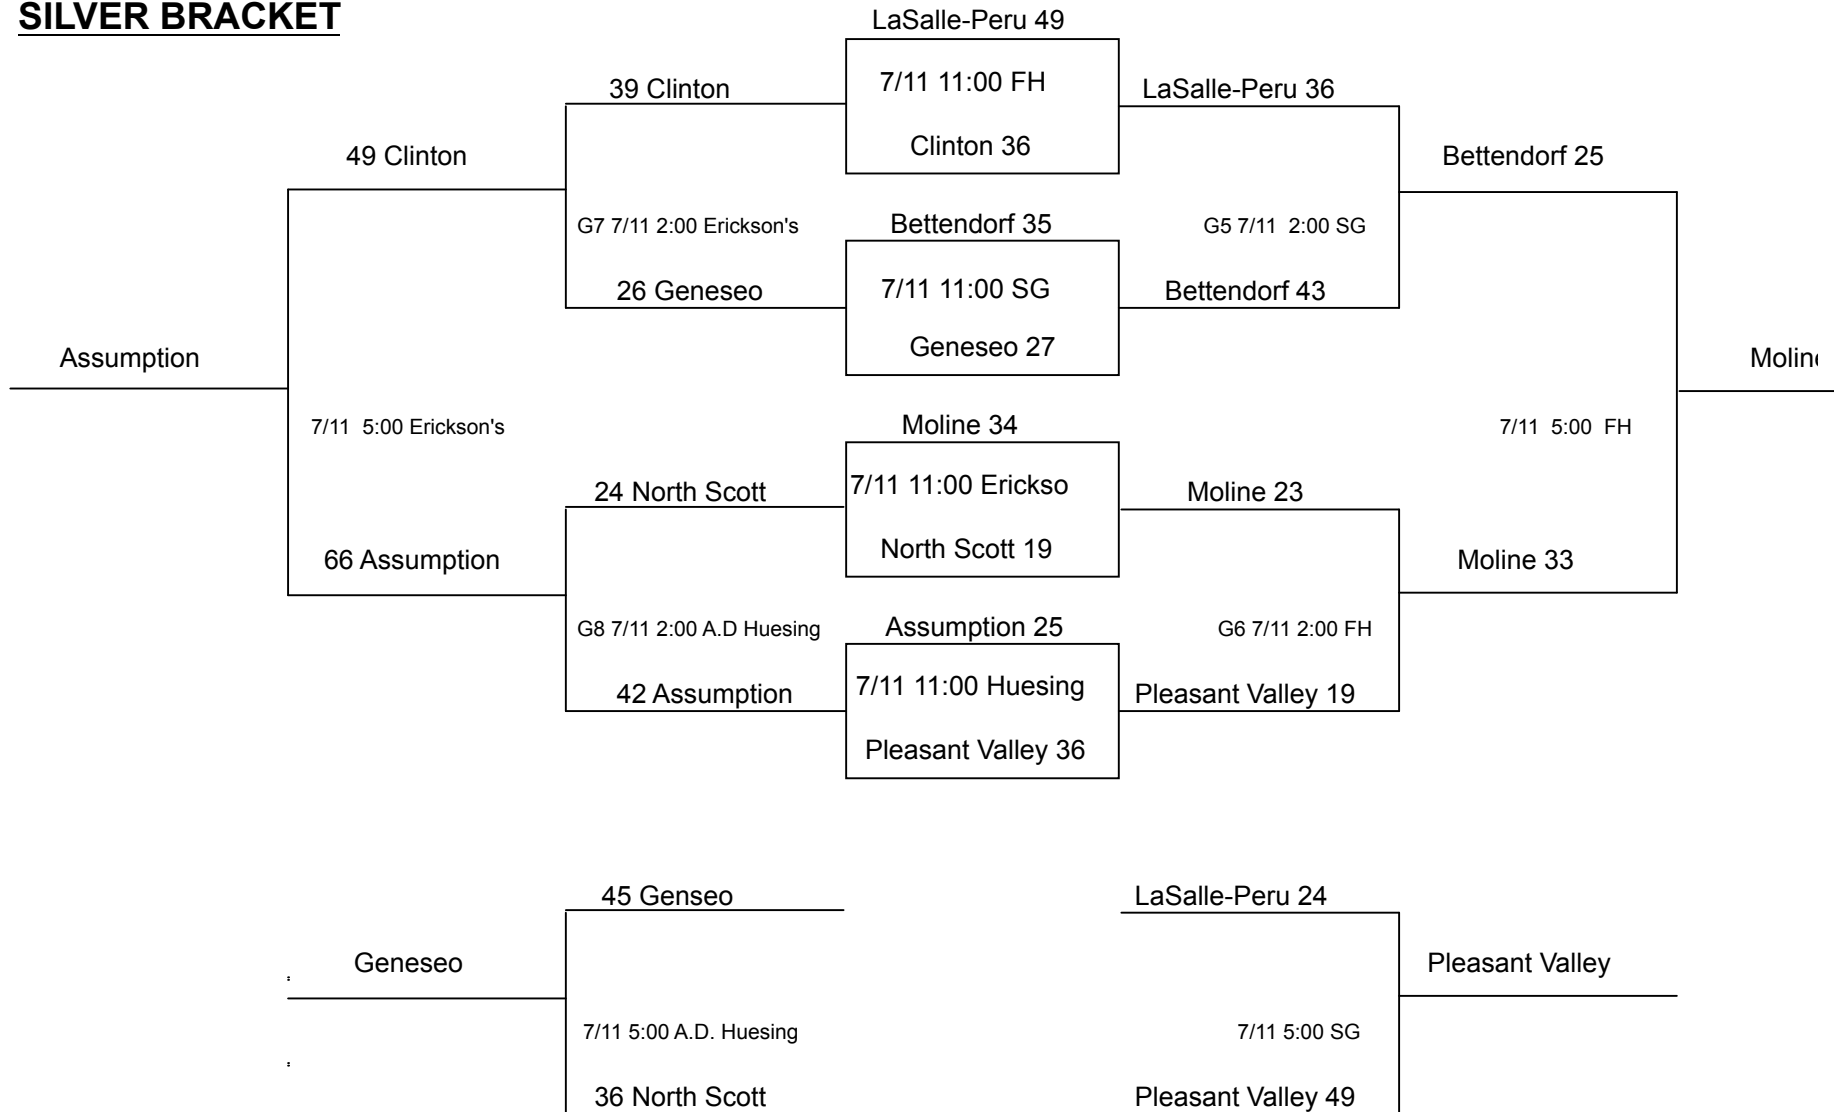 SILVER BRACKET
LaSalle-Peru 49
39 Clinton
7/11 11:00 FH
LaSalle-Peru 36
49 Clinton
Clinton 36
Bettendorf 25
G7 7/11 2:00 Erickson's
Bettendorf 35
G5 7/11  2:00 SG
26 Geneseo
7/11 11:00 SG
Bettendorf 43
Geneseo 27
Assumption
Molin
7/11  5:00 Erickson's
Moline 34
7/11  5:00  FH
24 North Scott
7/11 11:00 Erickso
Moline 23
66 Assumption
North Scott 19
Moline 33
G8 7/11 2:00 A.D Huesing
Assumption 25
G6 7/11 2:00 FH
42 Assumption
7/11 11:00 Huesing
Pleasant Valley 19
Pleasant Valley 36
45 Genseo
LaSalle-Peru 24
Geneseo
Pleasant Valley
7/11 5:00 A.D. Huesing
7/11 5:00 SG
36 North Scott
Pleasant Valley 49